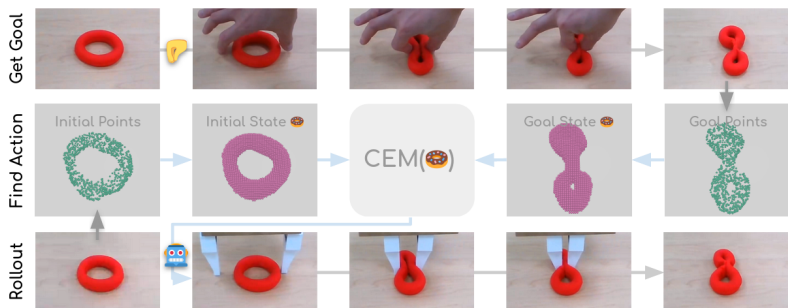 Get Goal
Find Action
Initial Points
Initial State 🍩
CEM(🍩)
Goal State 🍩
Goal Points
Rollout